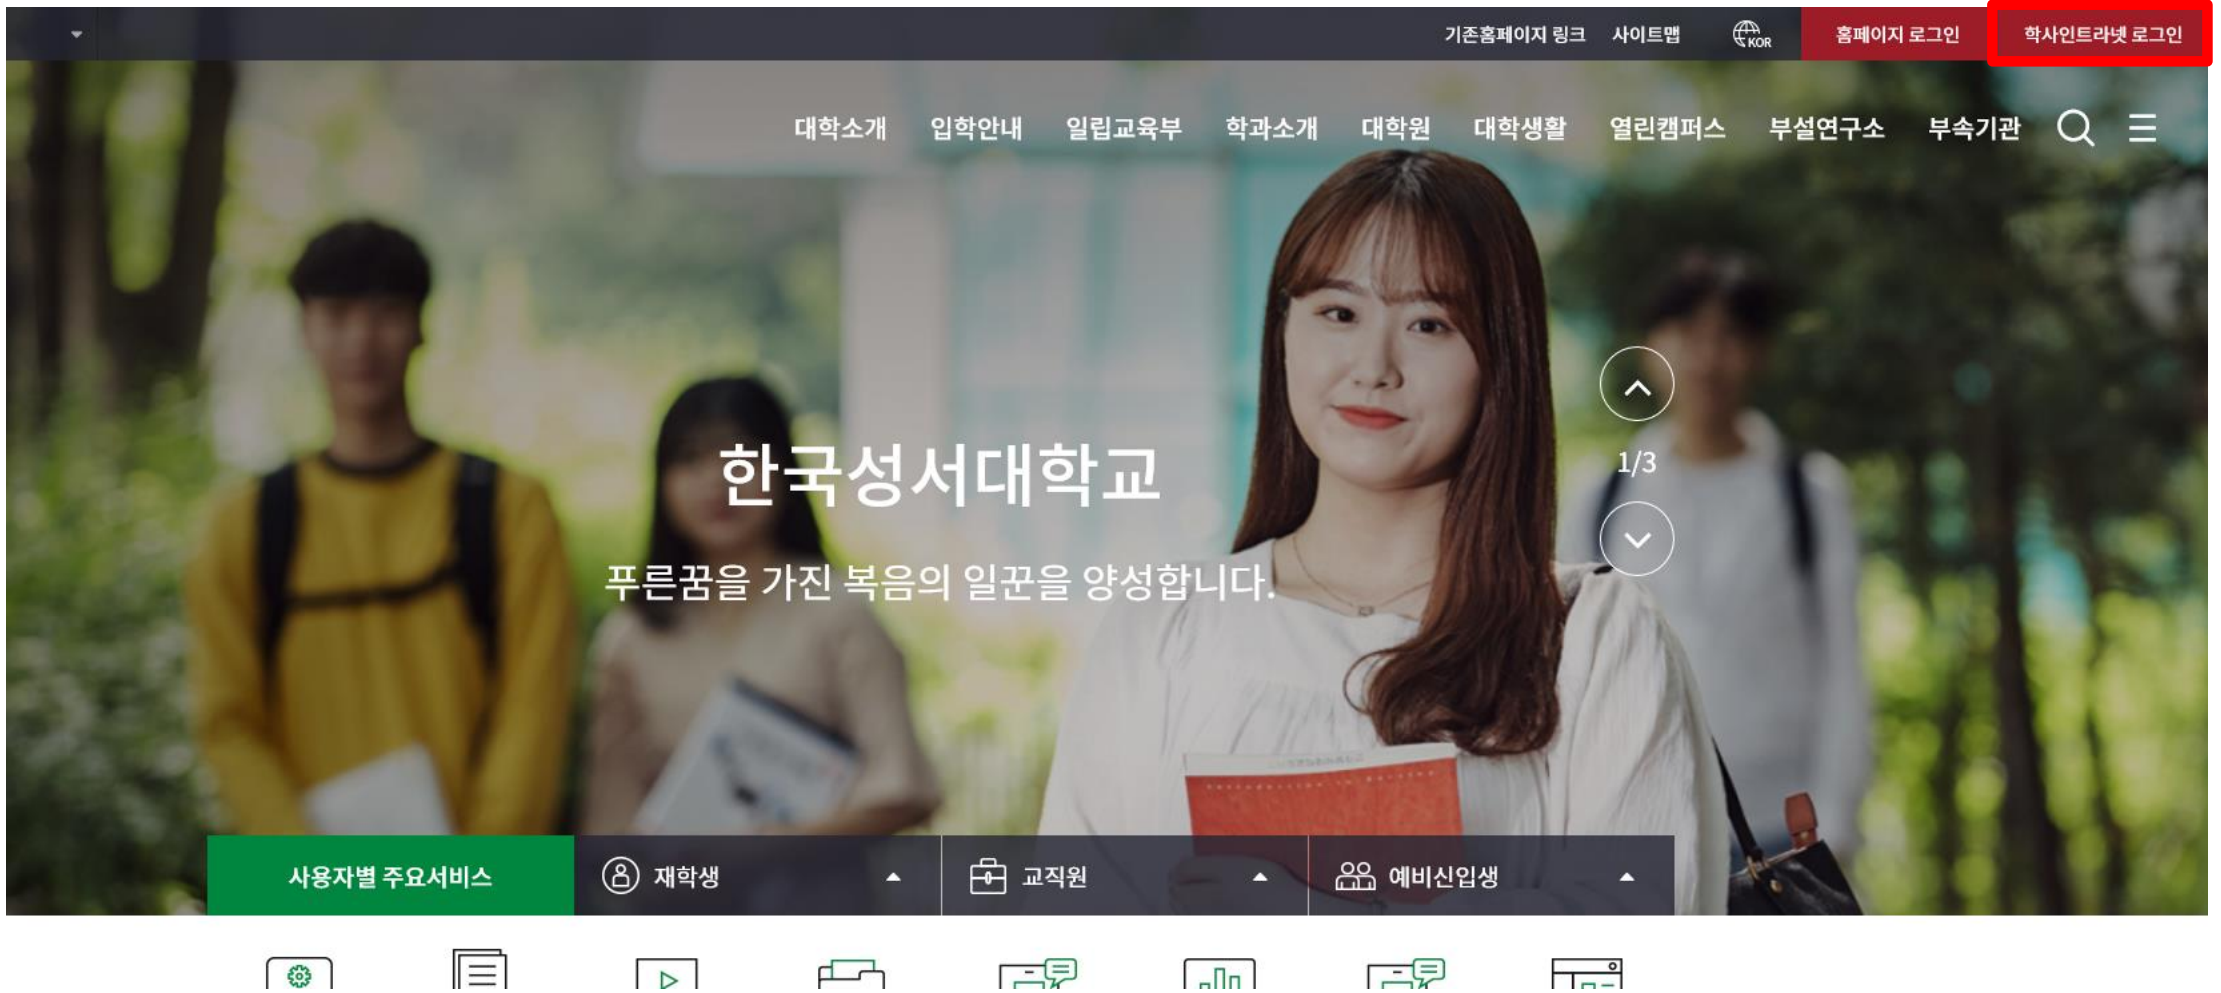 기존홈페이지 링크 사이트맵 KOR 홈페이지 로그인 학사인트라넷 로그인
대학소개 입학안내 일립교육부 학과소개 대학원 대학생활 열린캠퍼스 부설연구소 부속기관
한국성서대학교
1/3
푸른꿈을 가진 복음의 일꾼을 양성합니다.
사용자별 주요서비스 재학생 교직원 예비신입생